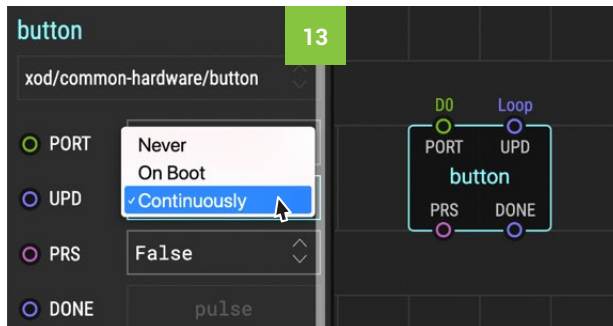 button
13
xod/common-hardware/button
PORT
Never
On Boot
UPD
Continuously
PRS
False
DONE
pulse
D0
Loop
PORT
UPD
button
PRS
DONE